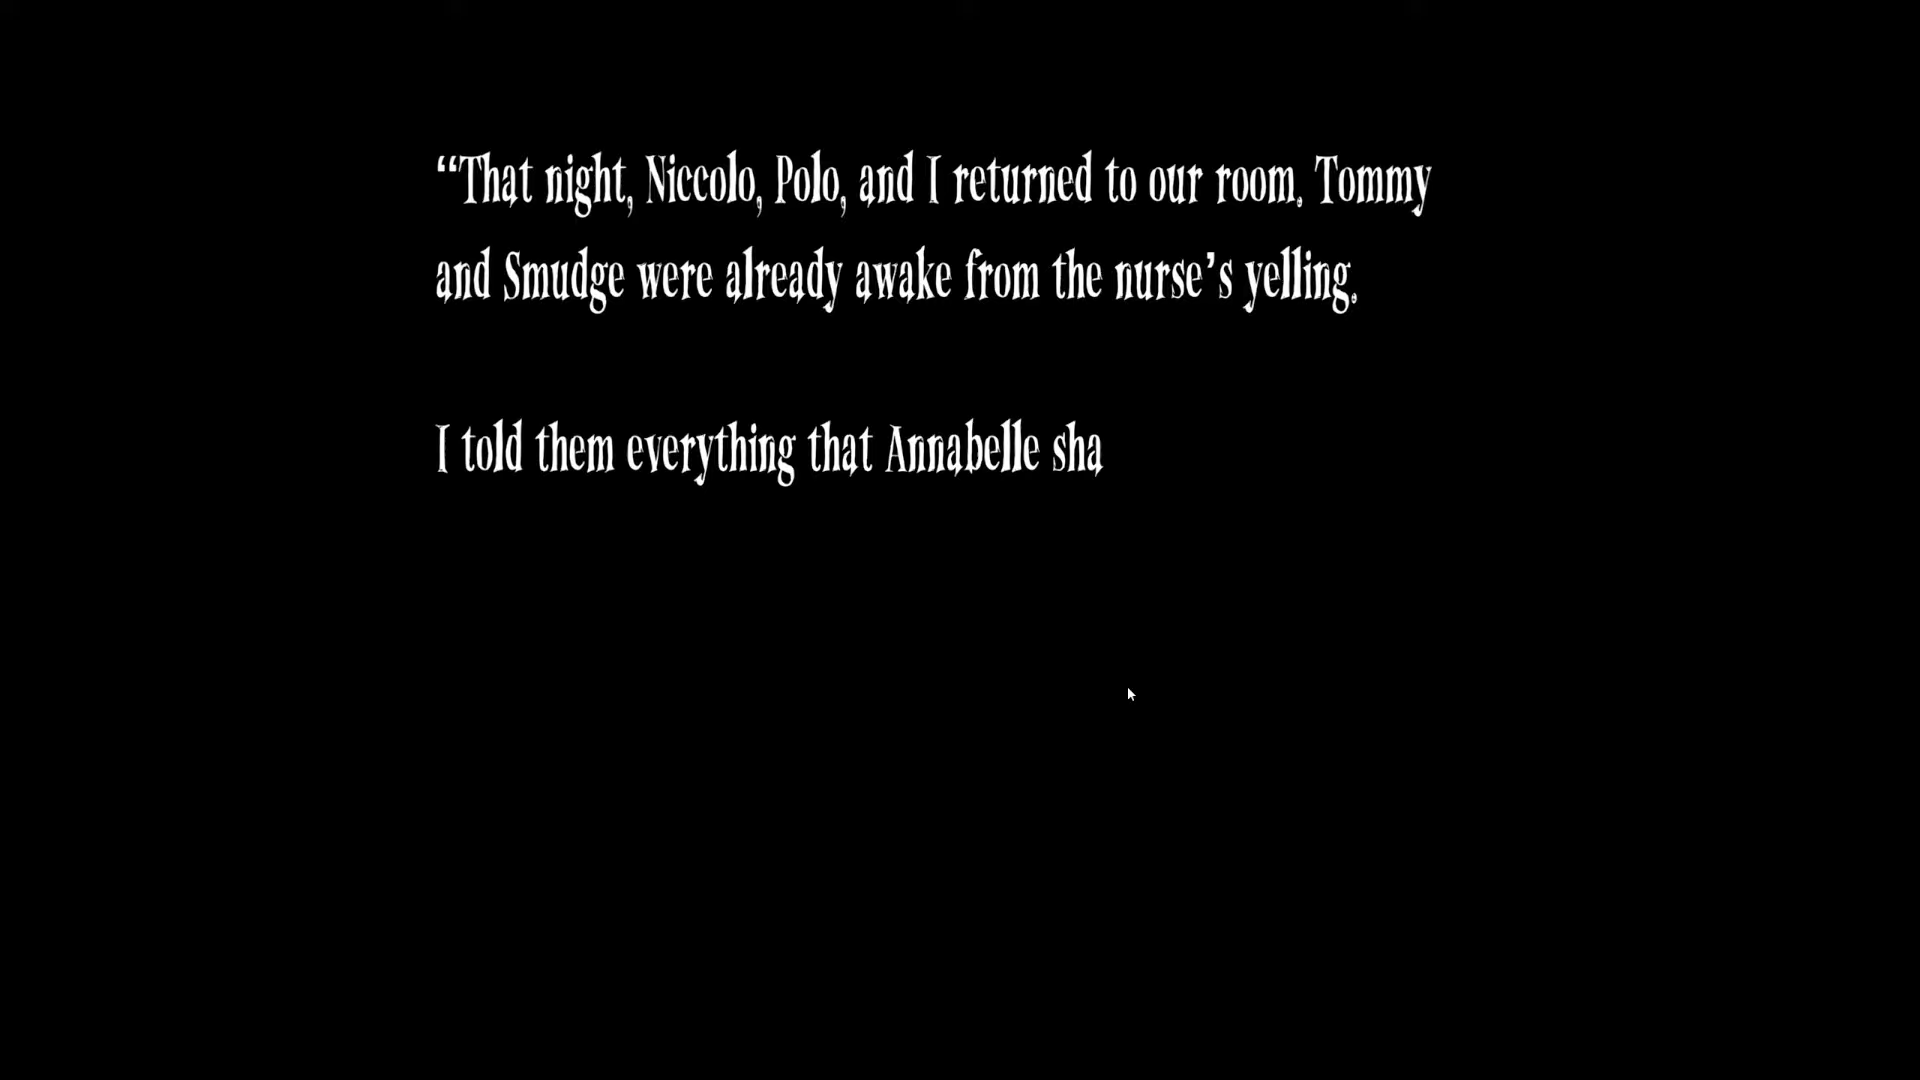 “That night, Niccolo, Polo, and I returned to our room. Tommy
and Smudge were already awake from the nurse’s yelling.
I told them everything that Annabelle sha